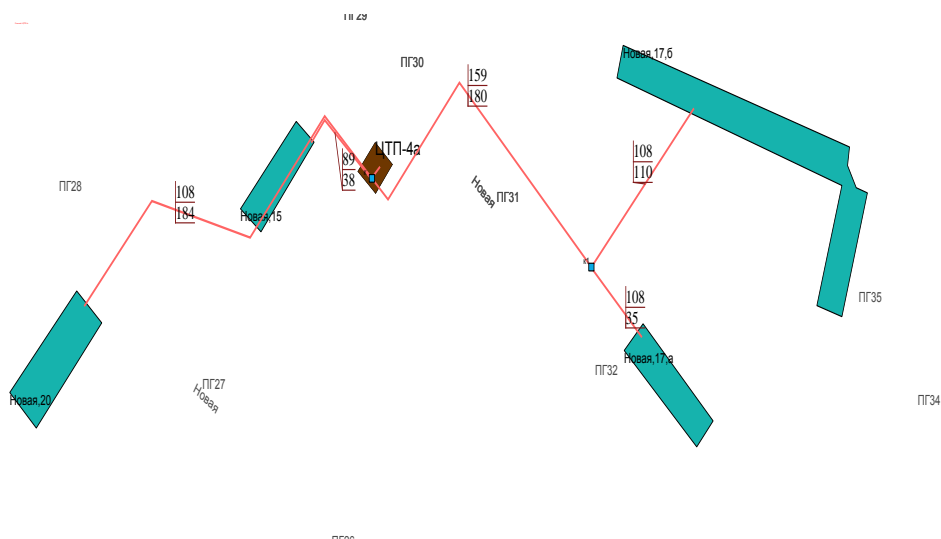 ПГ29
ПГ30
Новая,17,б
159
180
ЦТП-4а
89
38
108
110
ПГ28
108
184
Новая
ПГ31
Новая,15
108
35
ПГ35
Новая,17,а
ПГ32
ПГ27
Новая
Новая,20
ПГ34